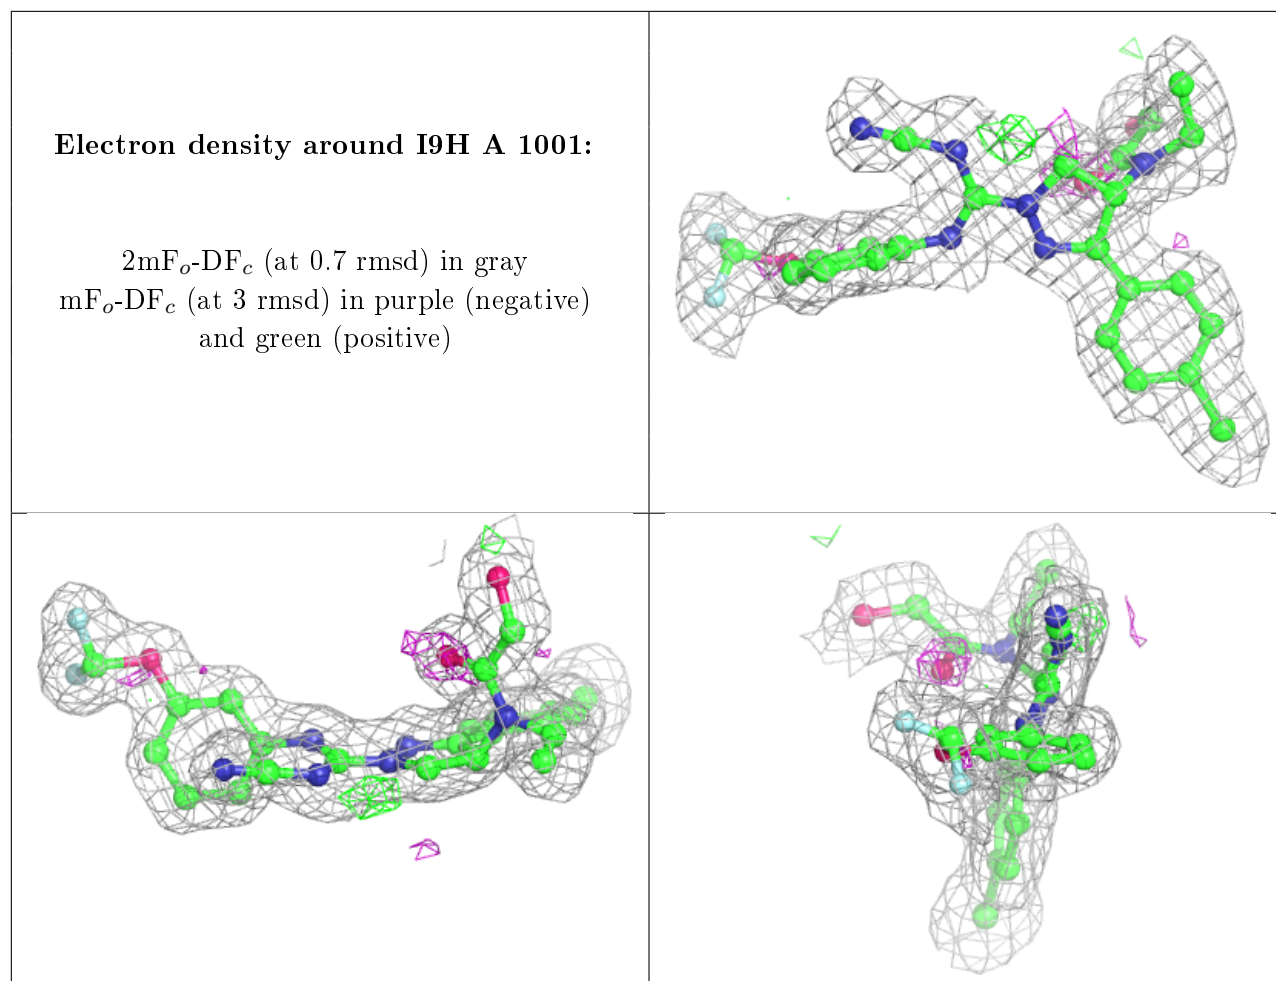 Electron density around I9H A 1001:
2mFo-DFc (at 0.7 rmsd) in gray
mFo-DFc (at 3 rmsd) in purple (negative)
and green (positive)